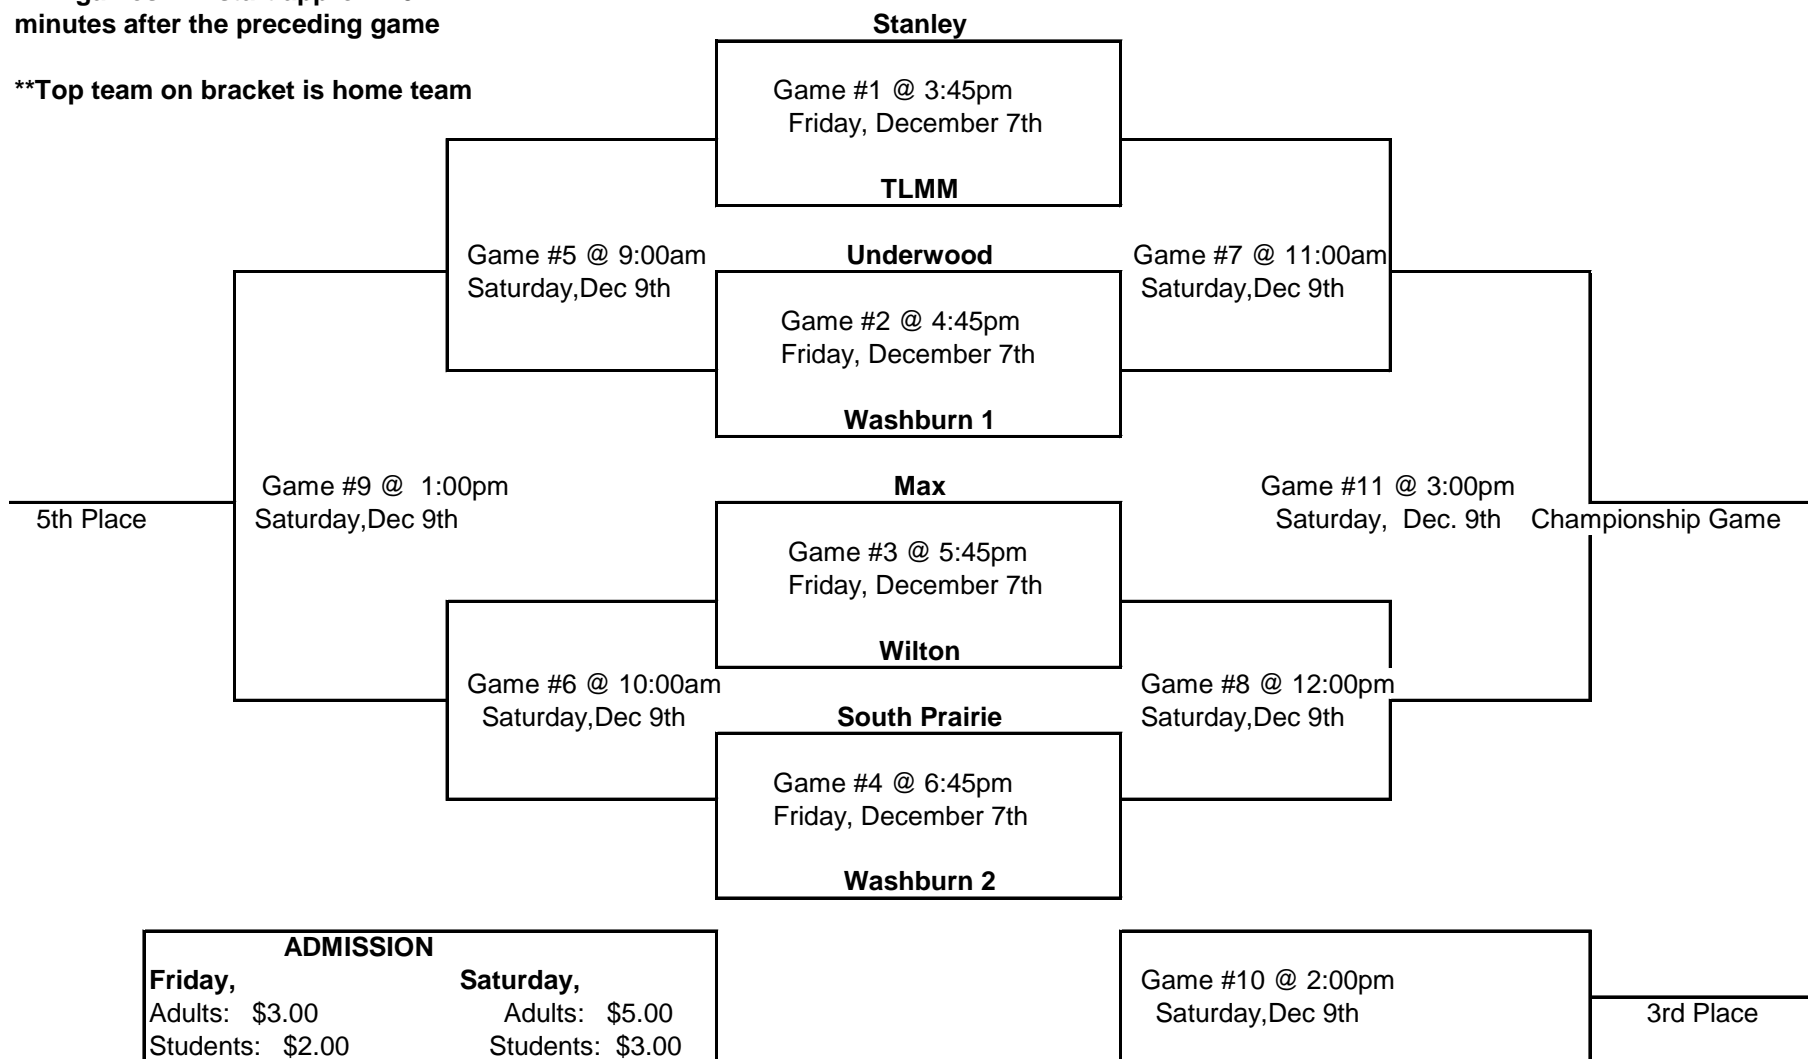 minutes after the preceding game
**Top team on bracket is home team
Stanley
Game #1 @ 3:45pm
Friday, December 7th
TLMM
Game #5 @ 9:00am
Saturday,Dec 9th
Underwood
Game #7 @ 11:00am
Saturday,Dec 9th
Game #2 @ 4:45pm
Friday, December 7th
Washburn 1
Game #9 @ 1:00pm
Saturday,Dec 9th
5th Place
Max
Game #11 @ 3:00pm
Saturday, Dec. 9th
Championship Game
Game #3 @ 5:45pm
Friday, December 7th
Wilton
Game #6 @ 10:00am
Saturday,Dec 9th
South Prairie
Game #8 @ 12:00pm
Saturday,Dec 9th
Game #4 @ 6:45pm
Friday, December 7th
Washburn 2
ADMISSION
Friday,
Adults: $3.00
Students: $2.00
Saturday,
Adults: $5.00
Students: $3.00
Game #10 @ 2:00pm
Saturday,Dec 9th
3rd Place